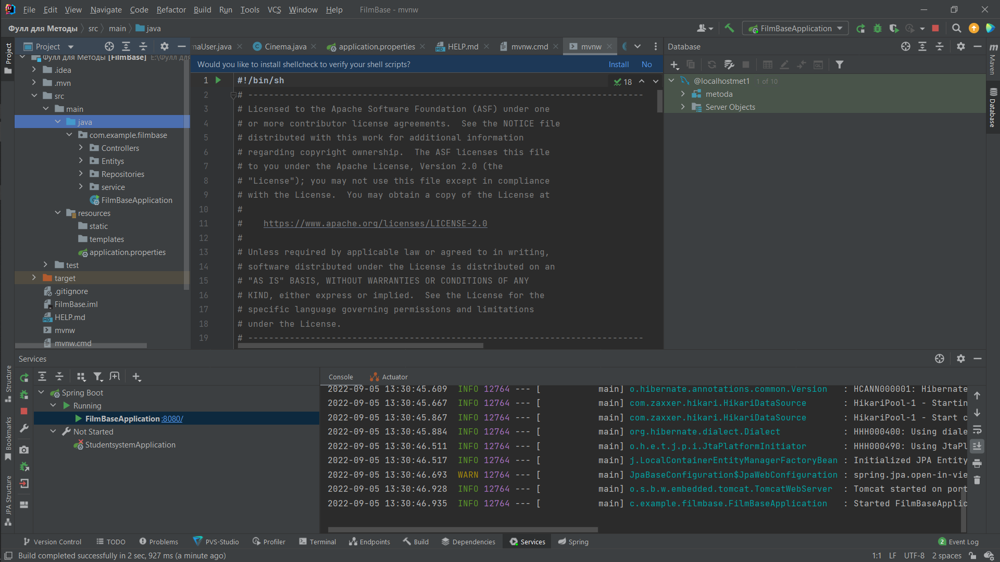 File Edit View Navigate Code Refactor Build Run Tools VCS Window Help FilmBase - mvnw
Фулл для Методы src main java
FilmBaseApplication
Project
maUser.java Cinema.java application.properties HELP.md mvnw.cmd mvnw
Database
Фулл для Методы [FilmBase] E:\Фулл для
.idea
.mvn
src
main
java
com.example.filmbase
Controllers
Entitys
Repositories
service
FilmBaseApplication
resources
static
templates
application.properties
test
target
.gitignore
FilmBase.iml
HELP.md
mvnw
mvnw.cmd
Would you like to install shellcheck to verify your shell scripts? Install No
18
1 #!/bin/sh
2 # ----------------------------------------------------------------------------
3 # Licensed to the Apache Software Foundation (ASF) under one
4 # or more contributor license agreements.  See the NOTICE file
5 # distributed with this work for additional information
6 # regarding copyright ownership.  The ASF licenses this file
7 # to you under the Apache License, Version 2.0 (the
8 # "License"); you may not use this file except in compliance
9 # with the License.  You may obtain a copy of the License at
10 #
11 #    https://www.apache.org/licenses/LICENSE-2.0
12 #
13 # Unless required by applicable law or agreed to in writing,
14 # software distributed under the License is distributed on an
15 # "AS IS" BASIS, WITHOUT WARRANTIES OR CONDITIONS OF ANY
16 # KIND, either express or implied.  See the License for the
17 # specific language governing permissions and limitations
18 # under the License.
19 # ----------------------------------------------------------------------------
@localhostmet1 1 of 10
metoda
Server Objects
Project
Structure
Bookmarks
JPA Structure
Maven
Database
Services
Spring Boot
Running
FilmBaseApplication :8080/
Not Started
StudentsystemApplication
Console Actuator
2022-09-05 13:30:45.609  INFO 12764 --- [           main] o.hibernate.annotations.common.Version   : HCANN000001: Hibernate
2022-09-05 13:30:45.667  INFO 12764 --- [           main] com.zaxxer.hikari.HikariDataSource       : HikariPool-1 - Startin
2022-09-05 13:30:45.867  INFO 12764 --- [           main] com.zaxxer.hikari.HikariDataSource       : HikariPool-1 - Start c
2022-09-05 13:30:45.884  INFO 12764 --- [           main] org.hibernate.dialect.Dialect            : HHH000400: Using diale
2022-09-05 13:30:46.511  INFO 12764 --- [           main] o.h.e.t.j.p.i.JtaPlatformInitiator       : HHH000490: Using JtaPl
2022-09-05 13:30:46.517  INFO 12764 --- [           main] j.LocalContainerEntityManagerFactoryBean : Initialized JPA Entity
2022-09-05 13:30:46.693  WARN 12764 --- [           main] JpaBaseConfiguration$JpaWebConfiguration : spring.jpa.open-in-vie
2022-09-05 13:30:46.928  INFO 12764 --- [           main] o.s.b.w.embedded.tomcat.TomcatWebServer  : Tomcat started on port
2022-09-05 13:30:46.935  INFO 12764 --- [           main] c.example.filmbase.FilmBaseApplication   : Started FilmBaseApplic
Version Control TODO Problems PVS-Studio Profiler Terminal Endpoints Build Dependencies Services Spring 2 Event Log
Build completed successfully in 2 sec, 927 ms (a minute ago) 1:1 LF UTF-8 2 spaces